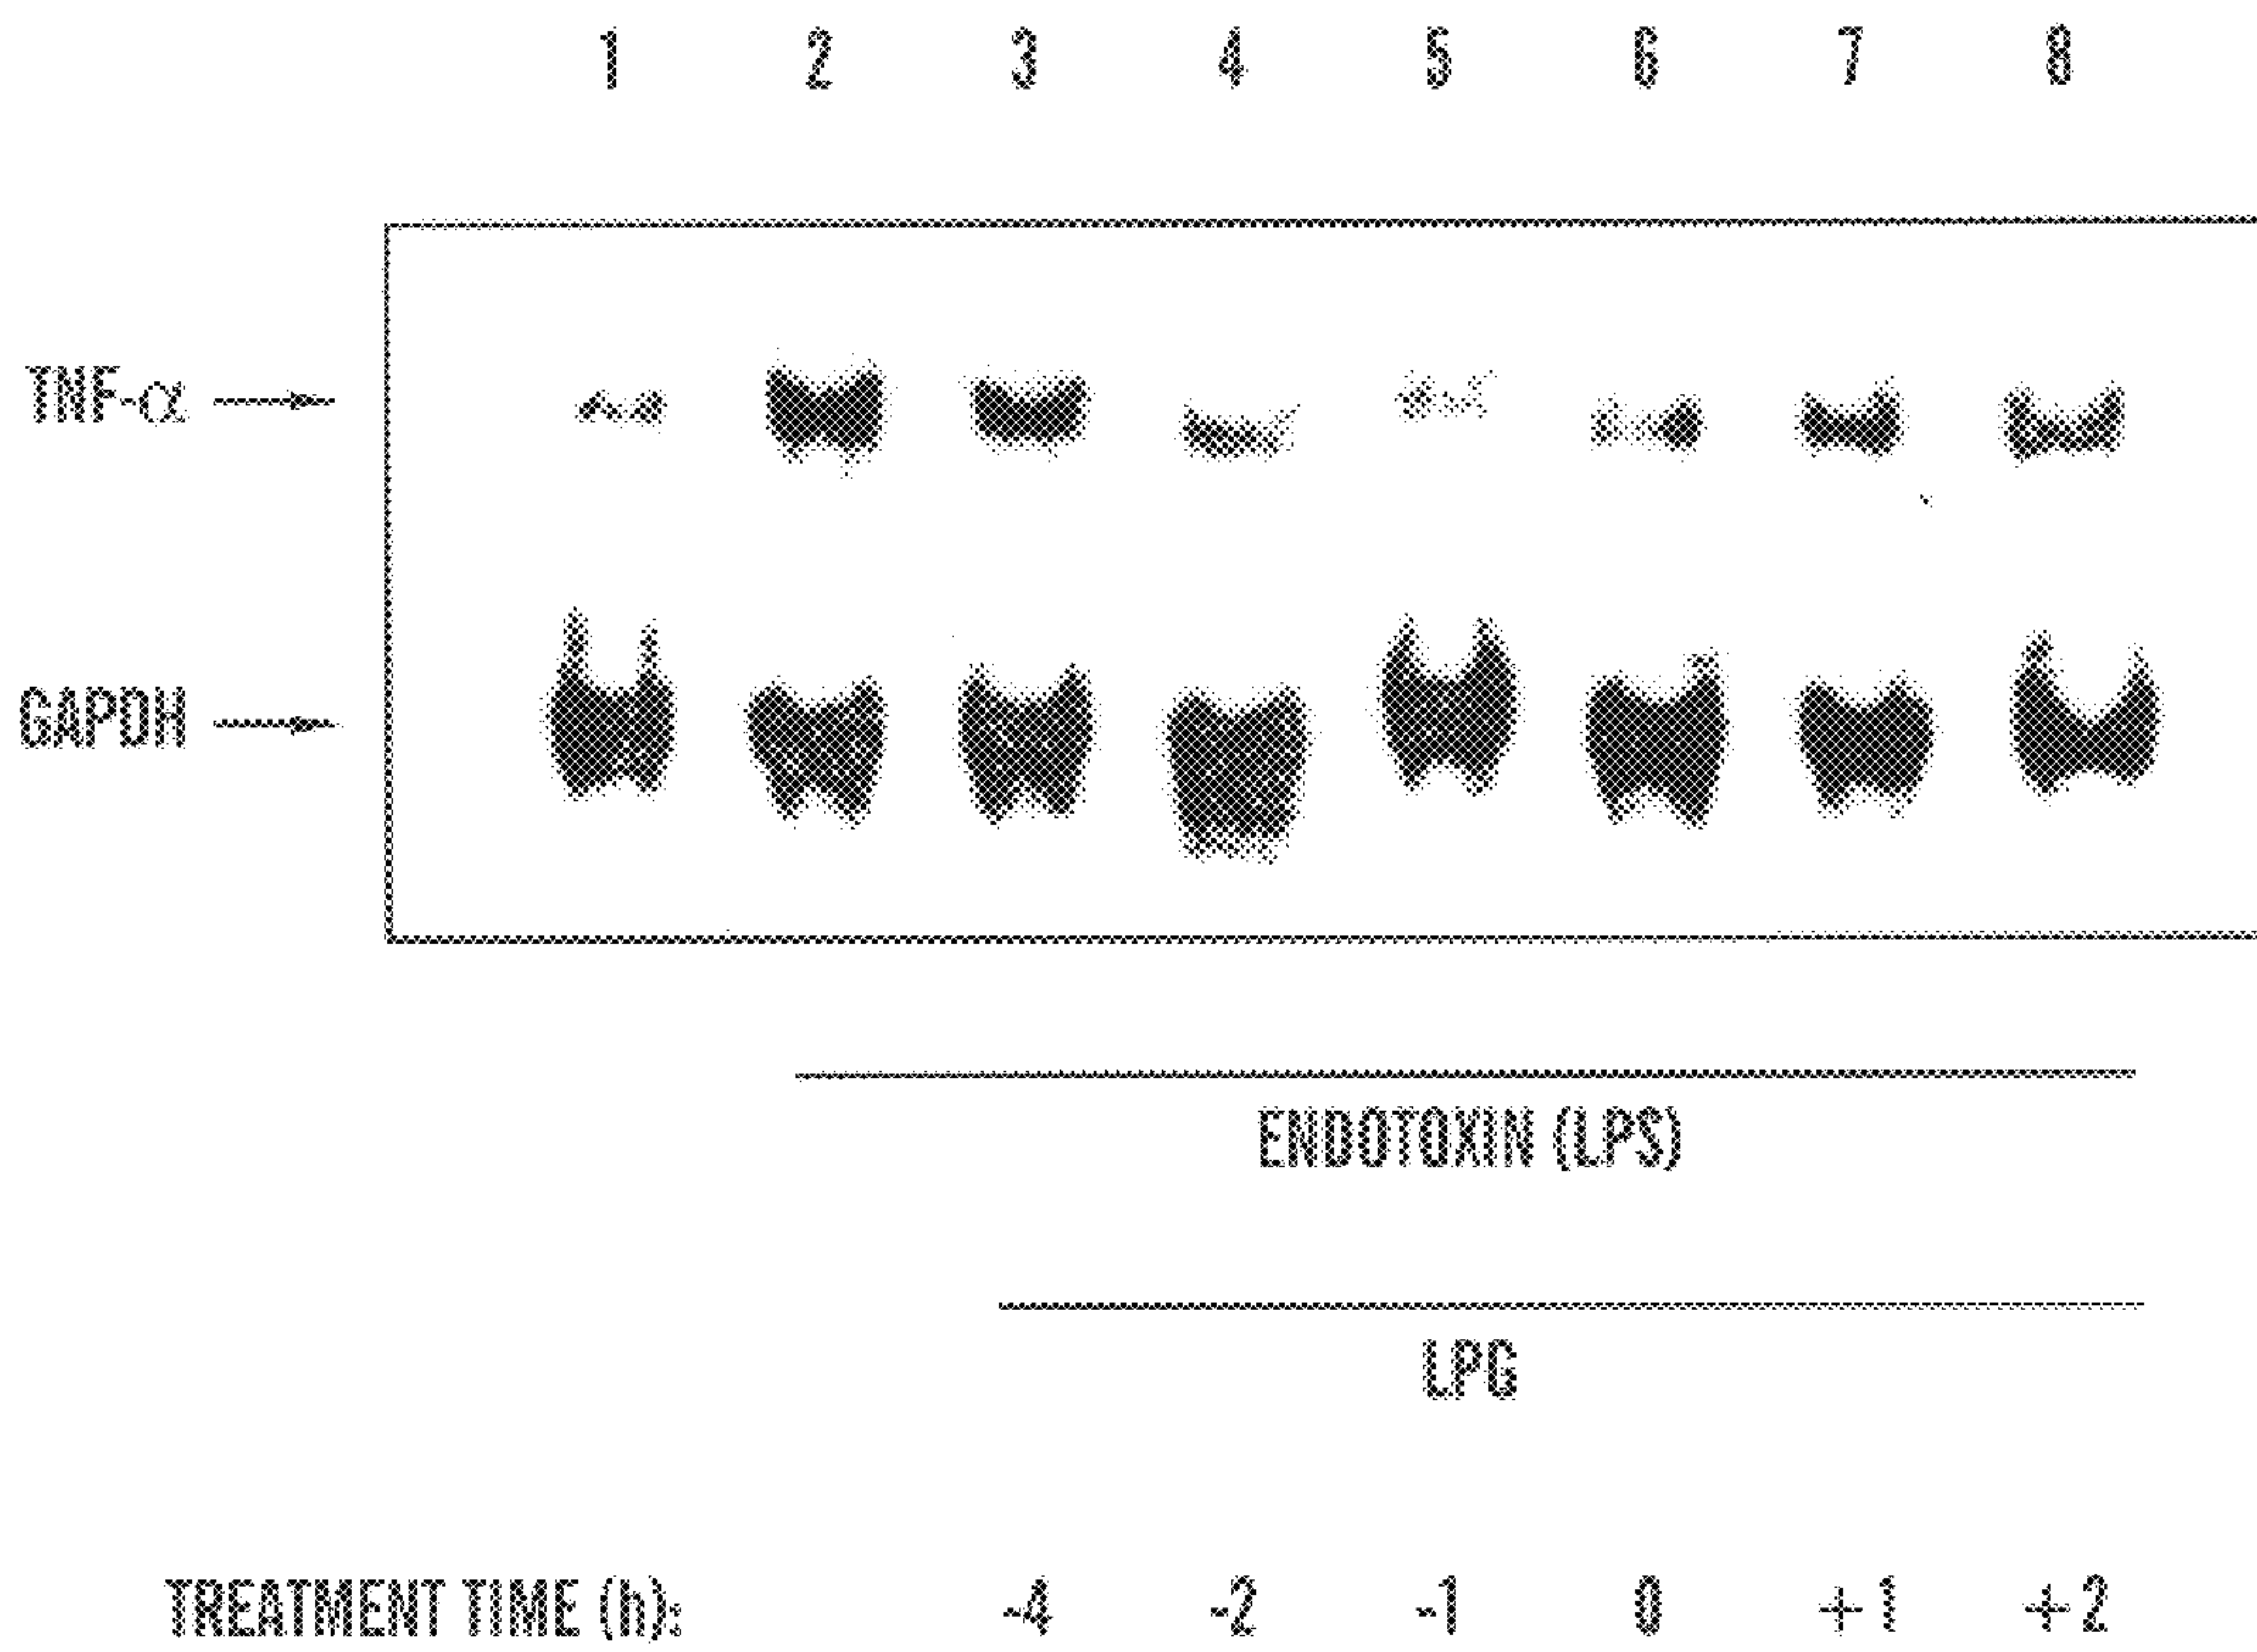 1 2 3 4 5 6 7 8
TNF-α
GAPDH
ENDOTOXIN (LPS)
LPG
TREATMENT TIME (h): -4 -2 -1 0 +1 +2